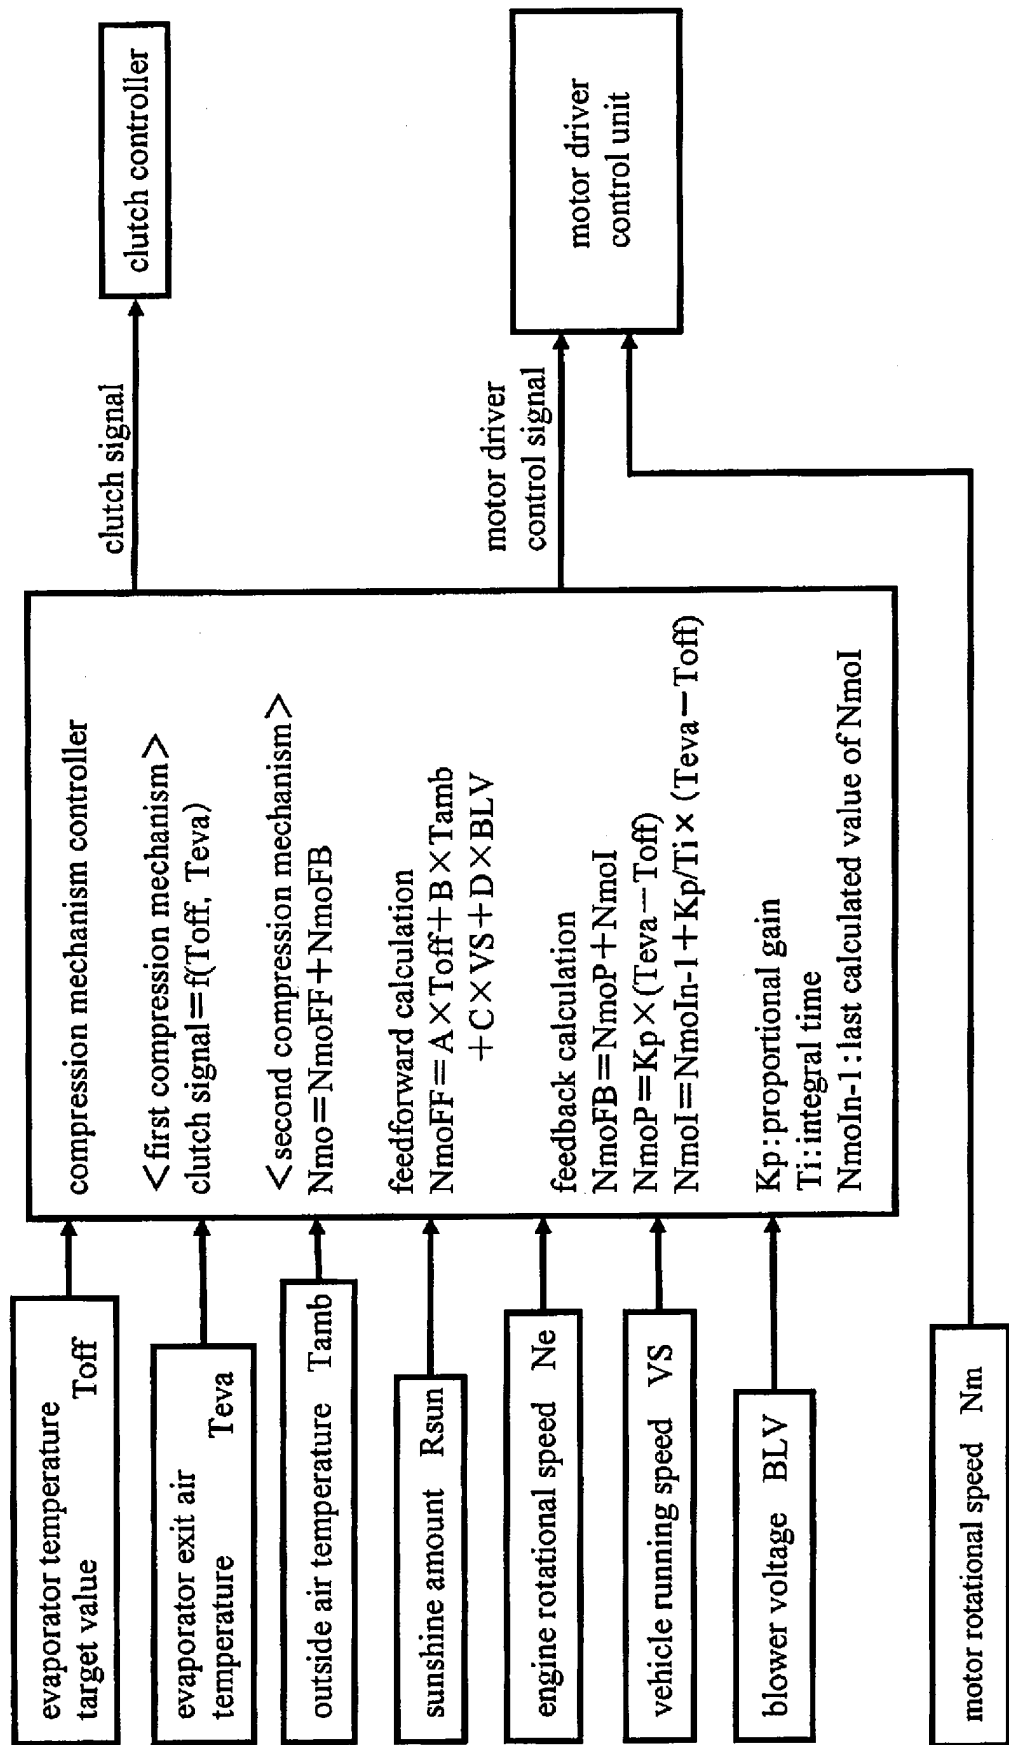 evaporator temperature
target value Toff
evaporator exit air
temperature Teva
outside air temperature Tamb
sunshine amount Rsun
engine rotational speed Ne
vehicle running speed VS
blower voltage BLV
motor rotational speed Nm
compression mechanism controller
<first compression mechanism>
clutch signal=f(Toff, Teva)
<second compression mechanism>
Nmo=NmoFF+NmoFB
feedforward calculation
NmoFF=A×Toff+B×Tamb
+C×VS+D×BLV
feedback calculation
NmoFB=NmoP+NmoI
NmoP=Kp×(Teva−Toff)
NmoI=NmoIn-1+Kp/Ti×(Teva−Toff)
Kp:proportional gain
Ti:integral time
NmoIn-1:last calculated value of NmoI
clutch signal
motor driver
control signal
clutch controller
motor driver
control unit